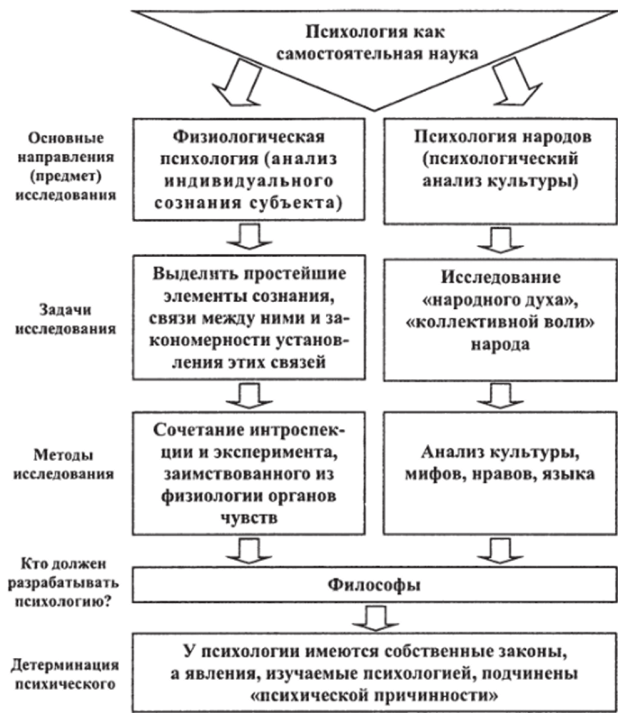 Психология как
самостоятельная наука
Основные
направления
(предмет)
исследования
Физиологическая
психология (анализ
индивидуального
сознания субъекта)
Психология народов
(психологический
анализ культуры)
Задачи
исследования
Выделить простейшие
элементы сознания,
связи между ними и за-
кономерности установ-
ления этих связей
Исследование
«народного духа»,
«коллективной воли»
народа
Методы
исследования
Сочетание интроспек-
ции и эксперимента,
заимствованного из
физиологии органов
чувств
Анализ культуры,
мифов, нравов, языка
Кто должен
разрабатывать
психологию?
Философы
Детерминация
психического
У психологии имеются собственные законы,
а явления, изучаемые психологией, подчинены
«психической причинности»